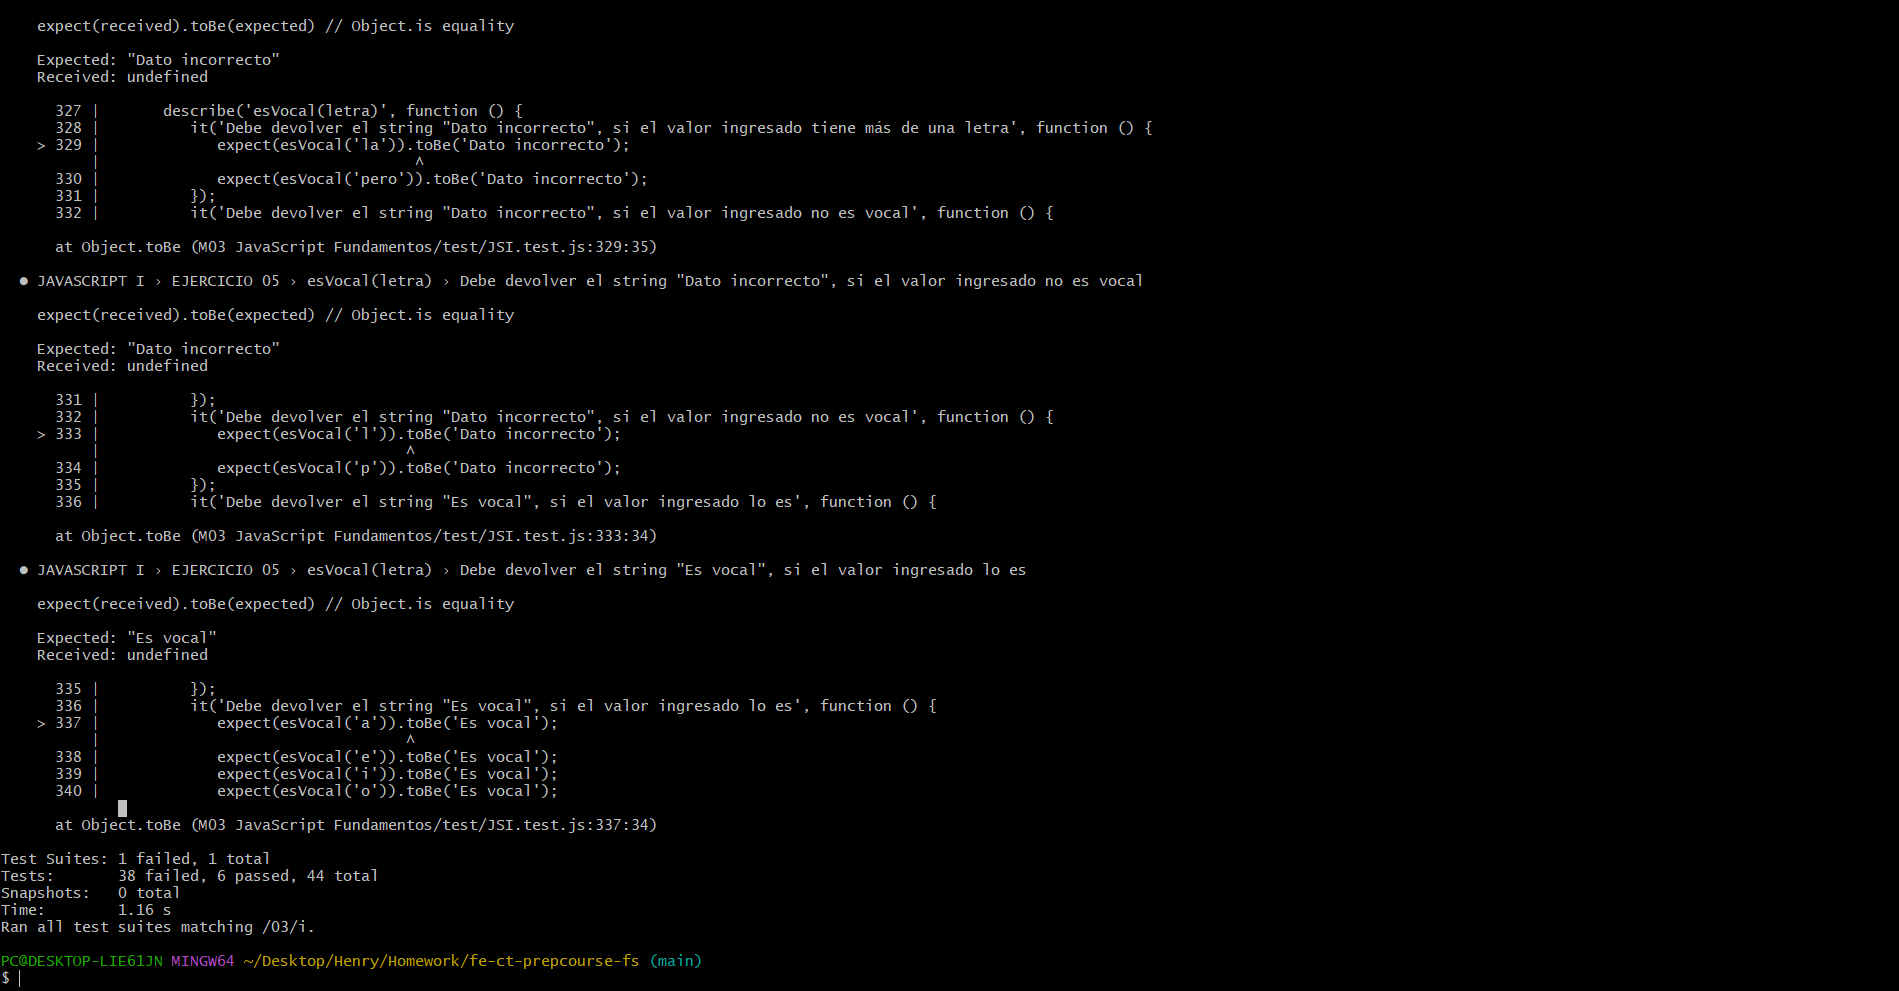 expect(received).toBe(expected) // Object.is equality
Expected: "Dato incorrecto"
Received: undefined
327 |       describe('esVocal(letra)', function () {
328 |          it('Debe devolver el string "Dato incorrecto", si el valor ingresado tiene más de una letra', function () {
> 329 |             expect(esVocal('la')).toBe('Dato incorrecto');
|                                   ^
330 |             expect(esVocal('pero')).toBe('Dato incorrecto');
331 |          });
332 |          it('Debe devolver el string "Dato incorrecto", si el valor ingresado no es vocal', function () {
at Object.toBe (M03 JavaScript Fundamentos/test/JSI.test.js:329:35)
● JAVASCRIPT I › EJERCICIO 05 › esVocal(letra) › Debe devolver el string "Dato incorrecto", si el valor ingresado no es vocal
expect(received).toBe(expected) // Object.is equality
Expected: "Dato incorrecto"
Received: undefined
331 |          });
332 |          it('Debe devolver el string "Dato incorrecto", si el valor ingresado no es vocal', function () {
> 333 |             expect(esVocal('l')).toBe('Dato incorrecto');
|                                  ^
334 |             expect(esVocal('p')).toBe('Dato incorrecto');
335 |          });
336 |          it('Debe devolver el string "Es vocal", si el valor ingresado lo es', function () {
at Object.toBe (M03 JavaScript Fundamentos/test/JSI.test.js:333:34)
● JAVASCRIPT I › EJERCICIO 05 › esVocal(letra) › Debe devolver el string "Es vocal", si el valor ingresado lo es
expect(received).toBe(expected) // Object.is equality
Expected: "Es vocal"
Received: undefined
335 |          });
336 |          it('Debe devolver el string "Es vocal", si el valor ingresado lo es', function () {
> 337 |             expect(esVocal('a')).toBe('Es vocal');
|                                  ^
338 |             expect(esVocal('e')).toBe('Es vocal');
339 |             expect(esVocal('i')).toBe('Es vocal');
340 |             expect(esVocal('o')).toBe('Es vocal');
at Object.toBe (M03 JavaScript Fundamentos/test/JSI.test.js:337:34)
Test Suites: 1 failed, 1 total
Tests:       38 failed, 6 passed, 44 total
Snapshots:   0 total
Time:        1.16 s
Ran all test suites matching /03/i.
PC@DESKTOP-LIE61JN MINGW64 ~/Desktop/Henry/Homework/fe-ct-prepcourse-fs (main)
$